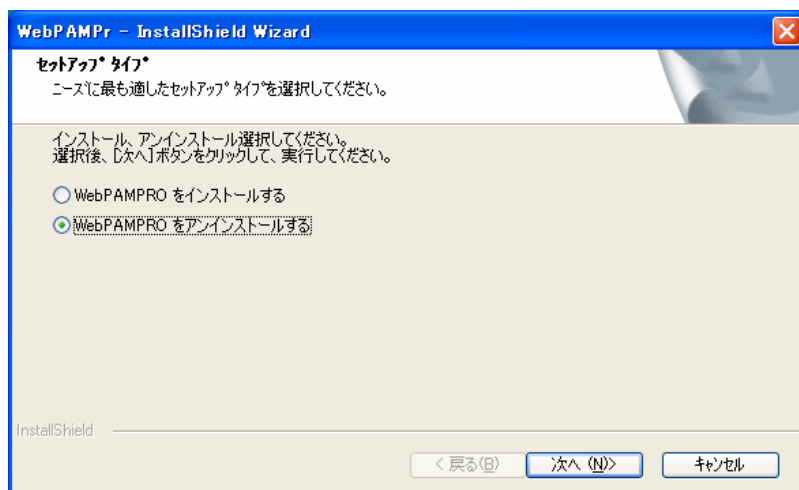 WebPAMPr - InstallShield Wizard
セットアップ タイプ
ニーズに最も適したセットアップ タイプを選択してください。
インストール、アンインストール選択してください。
選択後、[次へ]ボタンをクリックして、実行してください。
WebPAMPRO をインストールする
WebPAMPRO をアンインストールする
InstallShield
< 戻る(B) 次へ (N)> キャンセル